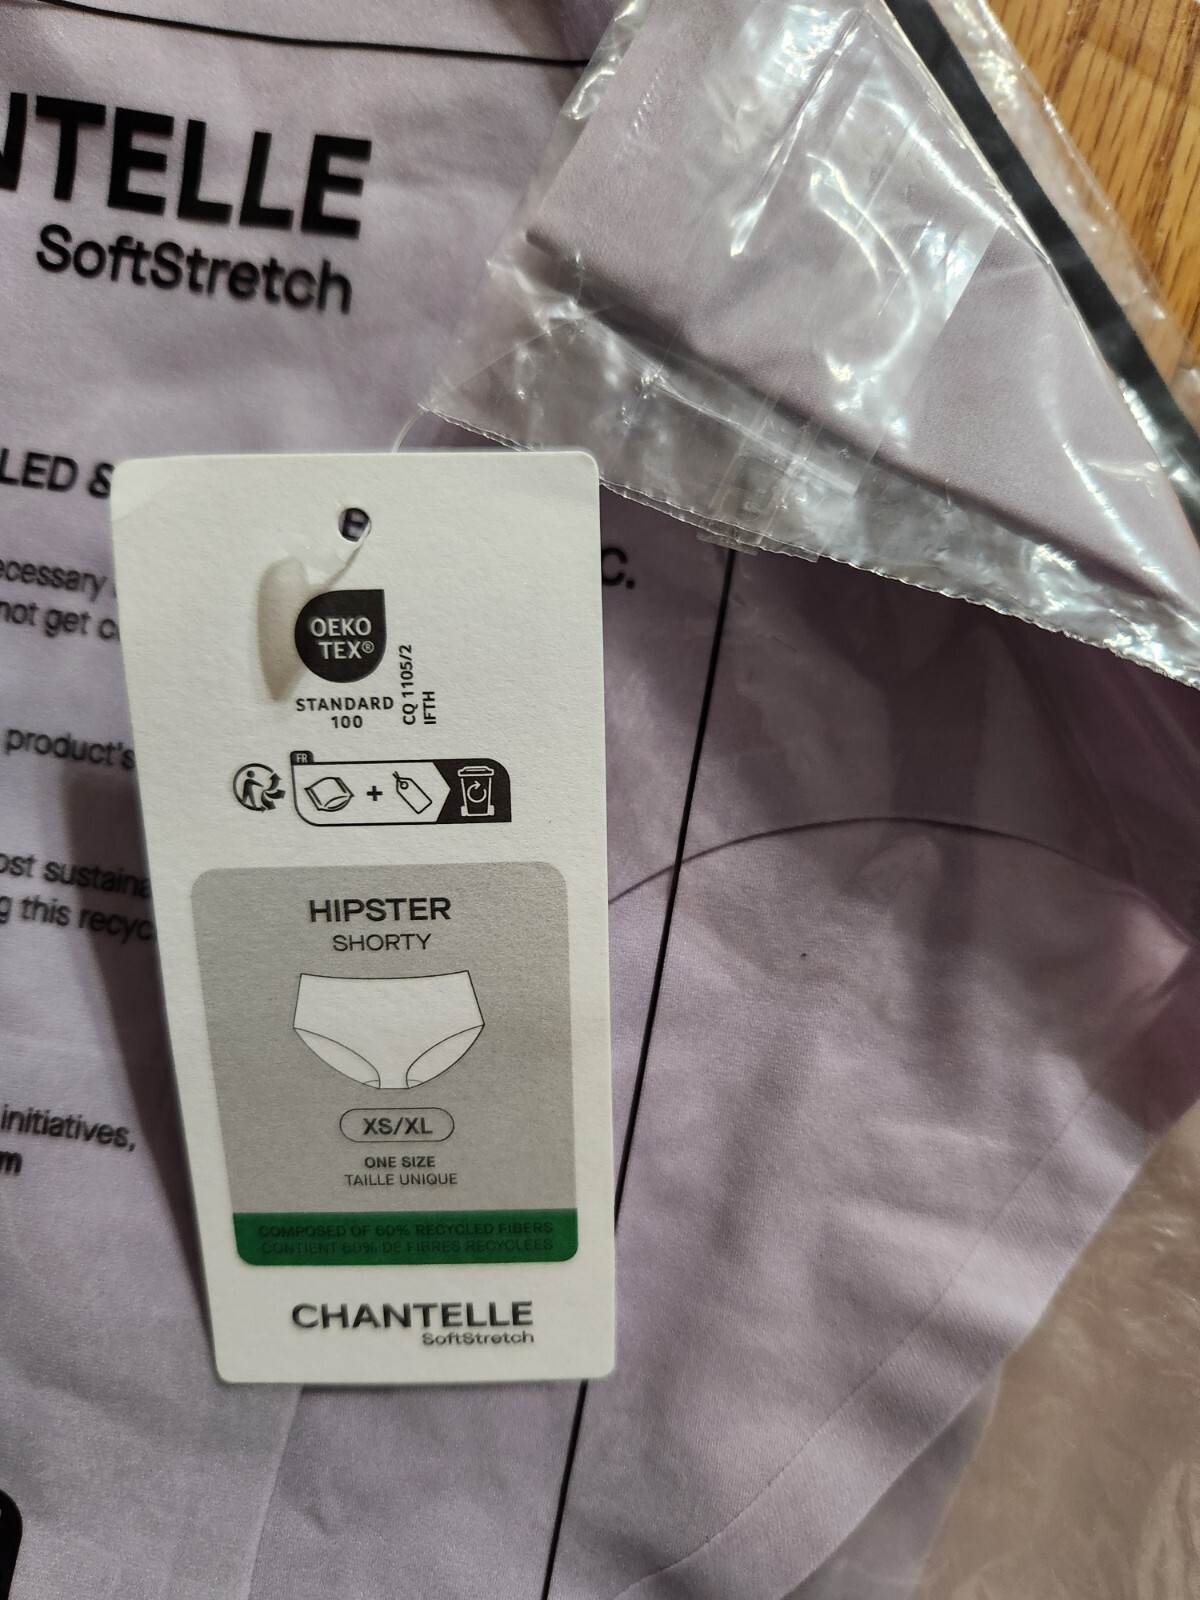 NTELLE
SoftStretch
LED &
C.
ecessary
not get
product's
ost
g this
initiatives,
m
OEKO
TEX®
STANDARD
100
CQ 1105/2
IFTH
FR
+
HIPSTER
SHORTY
XS/XL
ONE SIZE
TAILLE UNIQUE
COMPOSED OF 60% RECYCLED FIBERS
CONTIENT 60% DE FIBRES RECYCLÉES
CHANTELLE
SoftStretch